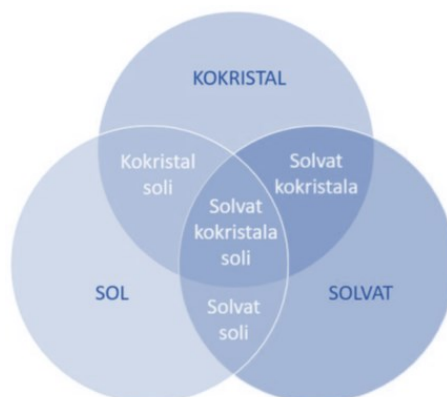 KOKRISTAL
Kokristal
soli
Solvat
kokristala
Solvat
kokristala
soli
SOL
SOLVAT
Solvat
soli